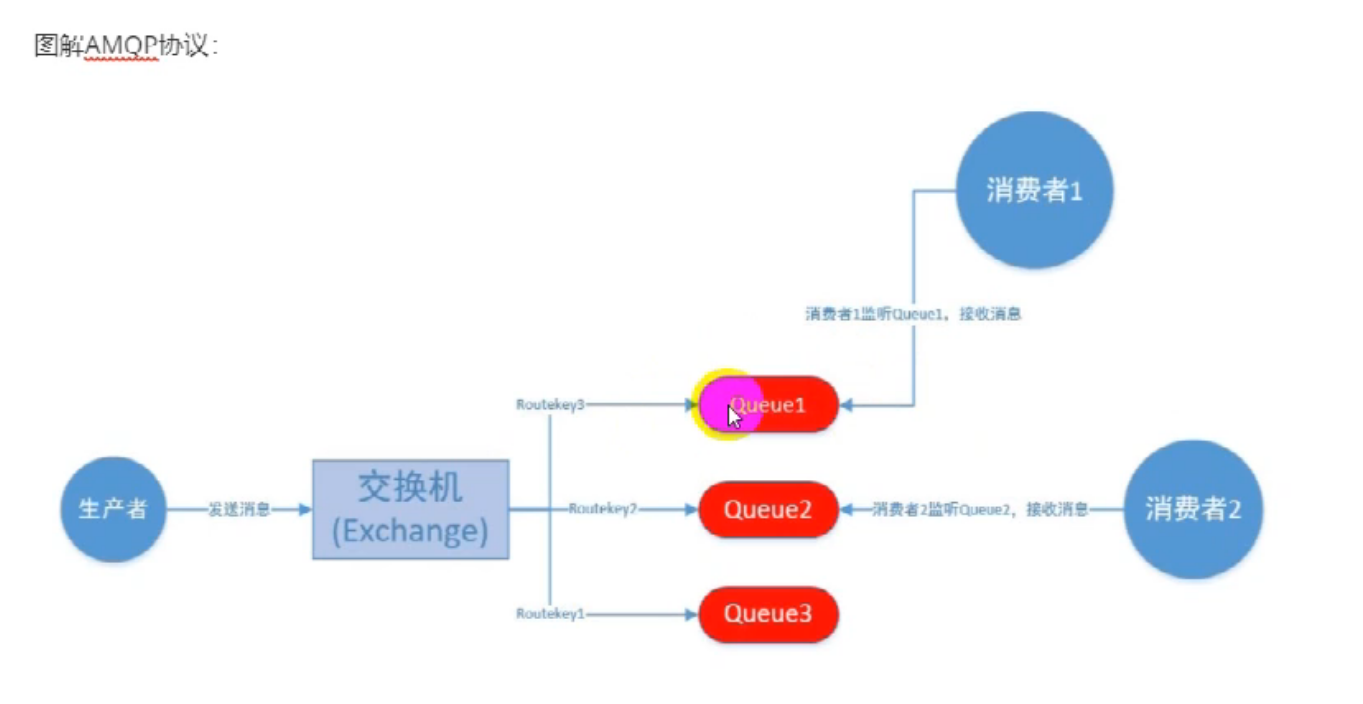 图解AMQP协议：
消费者1
消费者1监听Queue1，接收消息
Routekey3
Queue1
生产者
发送消息
交换机
(Exchange)
Routekey2
Queue2
消费者2监听Queue2，接收消息
消费者2
Routekey1
Queue3